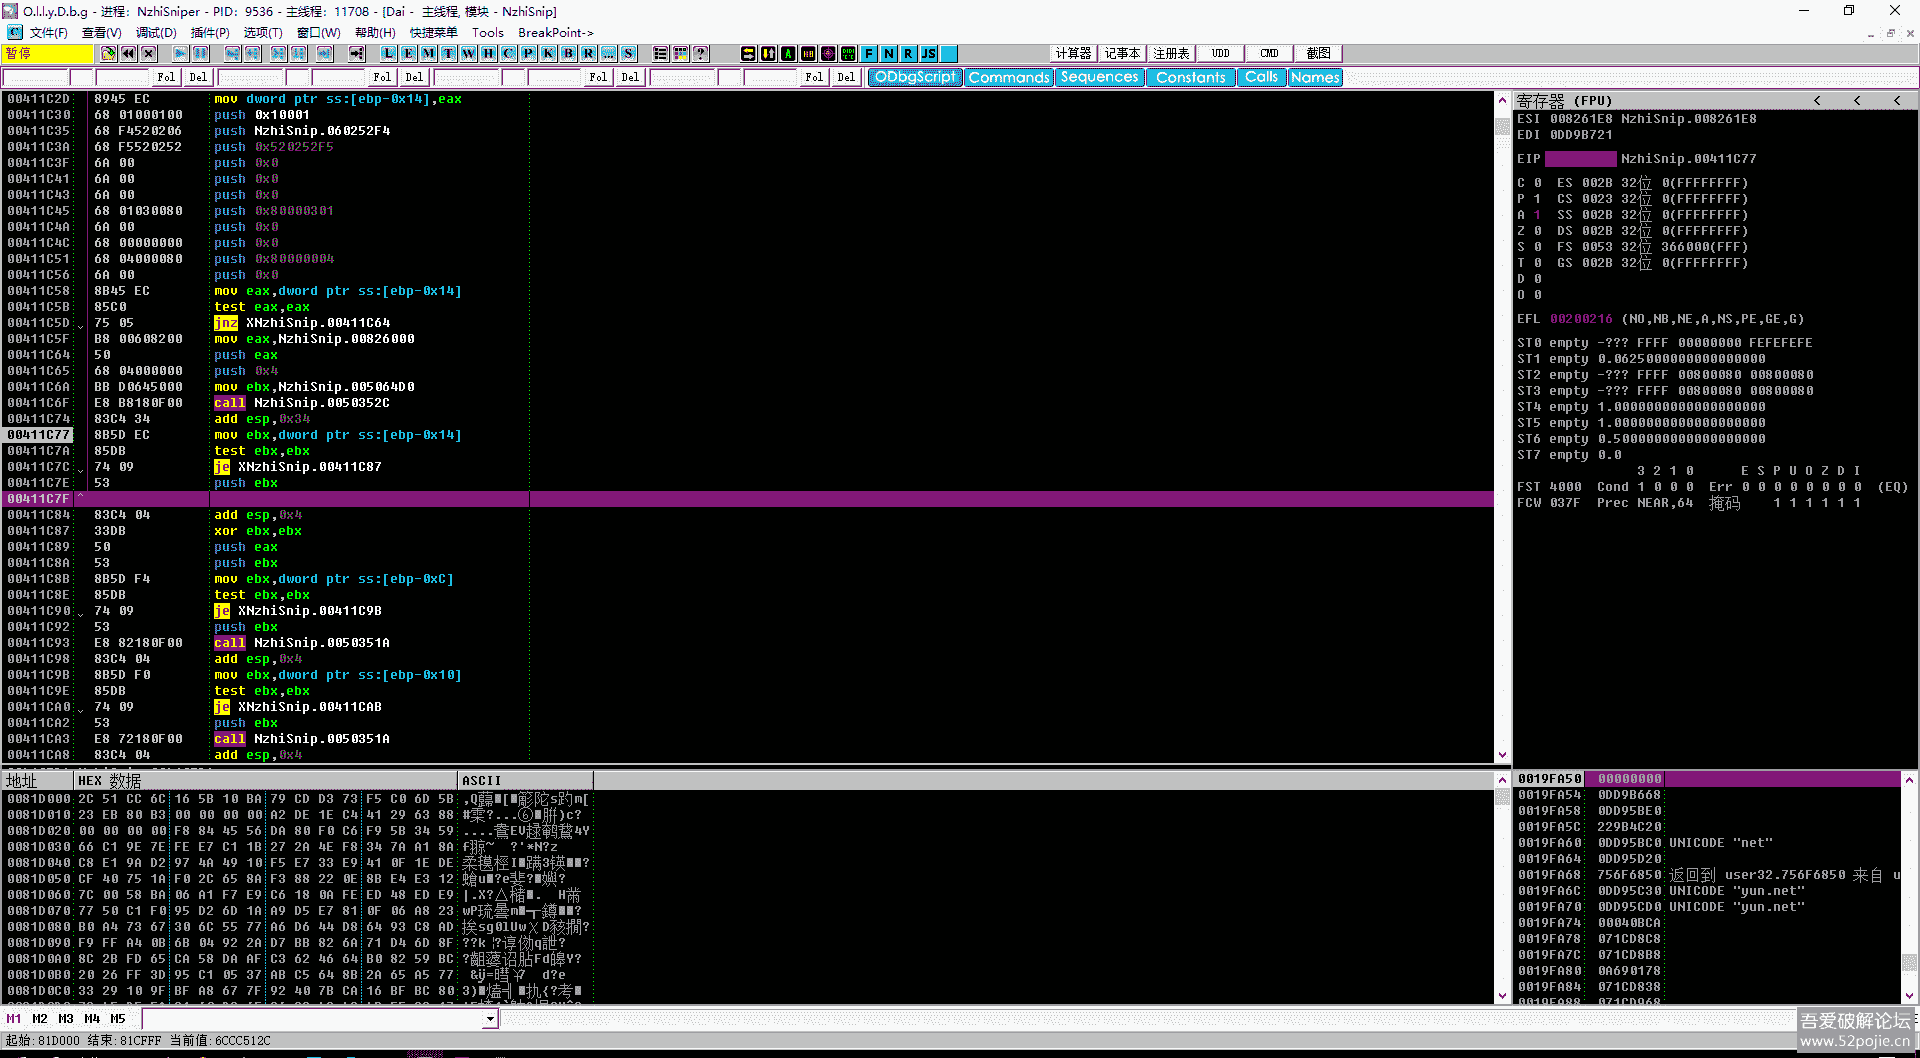 O.l.l.y.D.b.g - 进程: NzhiSniper - PID: 9536 - 主线程: 11708 - [Dai - 主线程, 模块 - NzhiSnip]
文件(F) 查看(V) 调试(D) 插件(P) 选项(T) 窗口(W) 帮助(H) 快捷菜单 Tools BreakPoint->
暂停 L E M T W H C P K B R ... S F N R JS 计算器 记事本 注册表 UDD CMD 截图
Fol Del Fol Del Fol Del Fol Del ODbgScript Commands Sequences Constants Calls Names
00411C2D 8945 EC mov dword ptr ss:[ebp-0x14],eax
00411C30 68 01000100 push 0x10001
00411C35 68 F4520206 push NzhiSnip.060252F4
00411C3A 68 F5520252 push 0x520252F5
00411C3F 6A 00 push 0x0
00411C41 6A 00 push 0x0
00411C43 6A 00 push 0x0
00411C45 68 01030080 push 0x80000301
00411C4A 6A 00 push 0x0
00411C4C 68 00000000 push 0x0
00411C51 68 04000080 push 0x80000004
00411C56 6A 00 push 0x0
00411C58 8B45 EC mov eax,dword ptr ss:[ebp-0x14]
00411C5B 85C0 test eax,eax
00411C5D 75 05 jnz XNzhiSnip.00411C64
00411C5F B8 00608200 mov eax,NzhiSnip.00826000
00411C64 50 push eax
00411C65 68 04000000 push 0x4
00411C6A BB D0645000 mov ebx,NzhiSnip.005064D0
00411C6F E8 B8180F00 call NzhiSnip.0050352C
00411C74 83C4 34 add esp,0x34
00411C77 8B5D EC mov ebx,dword ptr ss:[ebp-0x14]
00411C7A 85DB test ebx,ebx
00411C7C 74 09 je XNzhiSnip.00411C87
00411C7E 53 push ebx
00411C7F
00411C84 83C4 04 add esp,0x4
00411C87 33DB xor ebx,ebx
00411C89 50 push eax
00411C8A 53 push ebx
00411C8B 8B5D F4 mov ebx,dword ptr ss:[ebp-0xC]
00411C8E 85DB test ebx,ebx
00411C90 74 09 je XNzhiSnip.00411C9B
00411C92 53 push ebx
00411C93 E8 82180F00 call NzhiSnip.0050351A
00411C98 83C4 04 add esp,0x4
00411C9B 8B5D F0 mov ebx,dword ptr ss:[ebp-0x10]
00411C9E 85DB test ebx,ebx
00411CA0 74 09 je XNzhiSnip.00411CAB
00411CA2 53 push ebx
00411CA3 E8 72180F00 call NzhiSnip.0050351A
00411CA8 83C4 04 add esp,0x4
寄存器 (FPU) < < <
ESI 008261E8 NzhiSnip.008261E8
EDI 0DD9B721
EIP NzhiSnip.00411C77
C 0 ES 002B 32位 0(FFFFFFFF)
P 1 CS 0023 32位 0(FFFFFFFF)
A 1 SS 002B 32位 0(FFFFFFFF)
Z 0 DS 002B 32位 0(FFFFFFFF)
S 0 FS 0053 32位 366000(FFF)
T 0 GS 002B 32位 0(FFFFFFFF)
D 0
O 0
EFL 00200216 (NO,NB,NE,A,NS,PE,GE,G)
ST0 empty -??? FFFF 00000000 FEFEFEFE
ST1 empty 0.0625000000000000000
ST2 empty -??? FFFF 00800080 00800080
ST3 empty -??? FFFF 00800080 00800080
ST4 empty 1.0000000000000000000
ST5 empty 1.0000000000000000000
ST6 empty 0.5000000000000000000
ST7 empty 0.0
3 2 1 0 E S P U O Z D I
FST 4000 Cond 1 0 0 0 Err 0 0 0 0 0 0 0 0 (EQ)
FCW 037F Prec NEAR,64 掩码 1 1 1 1 1 1
地址 HEX 数据 ASCII
0081D000 2C 51 CC 6C 16 5B 10 BA 79 CD D3 73 F5 C0 6D 5B
0081D010 23 EB 80 B3 00 00 00 00 A2 DE 1E C4 41 29 63 88
0081D020 00 00 00 00 F8 84 45 56 DA 80 F0 C6 F9 5B 34 59
0081D030 66 C1 9E 7E FE E7 C1 1B 27 2A 4E F8 34 7A A1 8A
0081D040 C8 E1 9A D2 97 4A 49 10 F5 E7 33 E9 41 0F 1E DE
0081D050 CF 40 75 1A F0 2C 65 8A F3 88 22 0E 8B E4 E3 12
0081D060 7C 00 58 BA 06 A1 F7 E9 C6 18 0A FE ED 48 ED E9
0081D070 77 50 C1 F0 95 D2 6D 1A A9 D5 E7 81 0F 06 A8 23
0081D080 B0 A4 73 67 30 6C 55 77 A6 D6 44 D8 64 93 C8 AD
0081D090 F9 FF A4 0B 6B 04 92 2A D7 BB 82 6A 71 D4 6D 8F
0081D0A0 8C 2B FD 65 CA 58 DA AF C3 62 46 64 B0 82 59 BC
0081D0B0 20 26 FF 3D 95 C1 05 37 AB C5 64 8B 2A 65 A5 77
0081D0C0 33 29 10 9F BF A8 67 7F 92 40 7B CA 16 BF BC 80
0019FA50 00000000
0019FA54 0DD9B668
0019FA58 0DD95BE0
0019FA5C 229B4C20
0019FA60 0DD95BC0 UNICODE "net"
0019FA64 0DD95D20
0019FA68 756F6850 返回到 user32.756F6850 来自 u
0019FA6C 0DD95C30 UNICODE "yun.net"
0019FA70 0DD95CD0 UNICODE "yun.net"
0019FA74 00040BCA
0019FA78 071CD8C8
0019FA7C 071CD8B8
0019FA80 0A690178
0019FA84 071CD838
0019FA88 071CD968
M1 M2 M3 M4 M5
起始:81D000 结束:81CFFF 当前值:6CCC512C
吾爱破解论坛
www.52pojie.cn